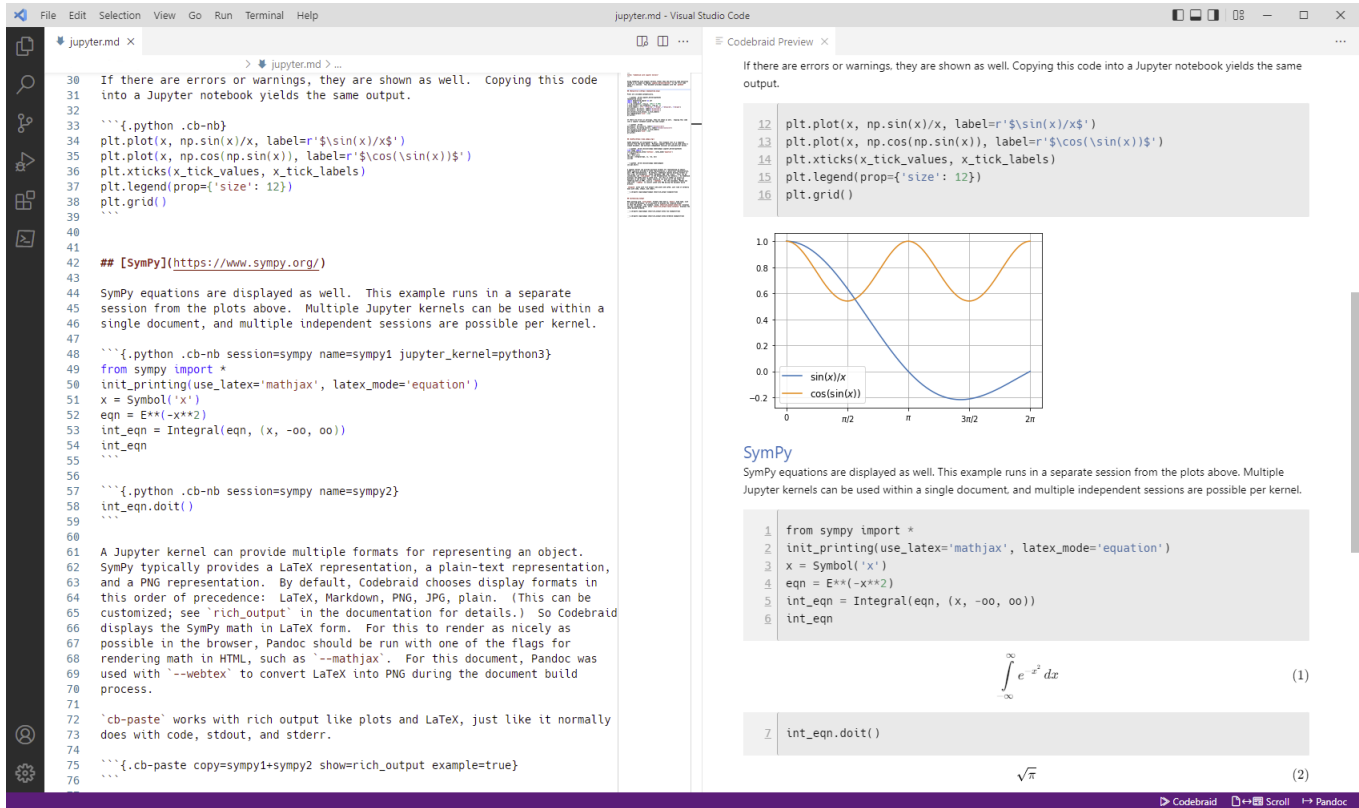 File Edit Selection View Go Run Terminal Help
jupyter.md - Visual Studio Code
jupyter.md
> jupyter.md > ...
30 If there are errors or warnings, they are shown as well.  Copying this code
31 into a Jupyter notebook yields the same output.
32
33 ```{.python .cb-nb}
34 plt.plot(x, np.sin(x)/x, label=r'$\sin(x)/x$')
35 plt.plot(x, np.cos(np.sin(x)), label=r'$\cos(\sin(x))$')
36 plt.xticks(x_tick_values, x_tick_labels)
37 plt.legend(prop={'size': 12})
38 plt.grid()
39 ```
40
41
42 ## [SymPy](https://www.sympy.org/)
43
44 SymPy equations are displayed as well.  This example runs in a separate
45 session from the plots above.  Multiple Jupyter kernels can be used within a
46 single document, and multiple independent sessions are possible per kernel.
47
48 ```{.python .cb-nb session=sympy name=sympy1 jupyter_kernel=python3}
49 from sympy import *
50 init_printing(use_latex='mathjax', latex_mode='equation')
51 x = Symbol('x')
52 eqn = E**(-x**2)
53 int_eqn = Integral(eqn, (x, -oo, oo))
54 int_eqn
55 ```
56
57 ```{.python .cb-nb session=sympy name=sympy2}
58 int_eqn.doit()
59 ```
60
61 A Jupyter kernel can provide multiple formats for representing an object.
62 SymPy typically provides a LaTeX representation, a plain-text representation,
63 and a PNG representation.  By default, Codebraid chooses display formats in
64 this order of precedence:  LaTeX, Markdown, PNG, JPG, plain.  (This can be
65 customized; see `rich_output` in the documentation for details.)  So Codebraid
66 displays the SymPy math in LaTeX form.  For this to render as nicely as
67 possible in the browser, Pandoc should be run with one of the flags for
68 rendering math in HTML, such as `--mathjax`.  For this document, Pandoc was
69 used with `--webtex` to convert LaTeX into PNG during the document build
70 process.
71
72 `cb-paste` works with rich output like plots and LaTeX, just like it normally
73 does with code, stdout, and stderr.
74
75 ```{.cb-paste copy=sympy1+sympy2 show=rich_output example=true}
76 ```
Codebraid Preview
If there are errors or warnings, they are shown as well. Copying this code into a Jupyter notebook yields the same
output.
12 plt.plot(x, np.sin(x)/x, label=r'$\sin(x)/x$')
13 plt.plot(x, np.cos(np.sin(x)), label=r'$\cos(\sin(x))$')
14 plt.xticks(x_tick_values, x_tick_labels)
15 plt.legend(prop={'size': 12})
16 plt.grid()
1.0
0.8
0.6
0.4
0.2
0.0
−0.2
sin(x)/x
cos(sin(x))
0 π/2 π 3π/2 2π
SymPy
SymPy equations are displayed as well. This example runs in a separate session from the plots above. Multiple
Jupyter kernels can be used within a single document, and multiple independent sessions are possible per kernel.
1 from sympy import *
2 init_printing(use_latex='mathjax', latex_mode='equation')
3 x = Symbol('x')
4 eqn = E**(-x**2)
5 int_eqn = Integral(eqn, (x, -oo, oo))
6 int_eqn
∞
∫ e^{-x²} dx (1)
−∞
7 int_eqn.doit()
√π (2)
Codebraid Scroll Pandoc